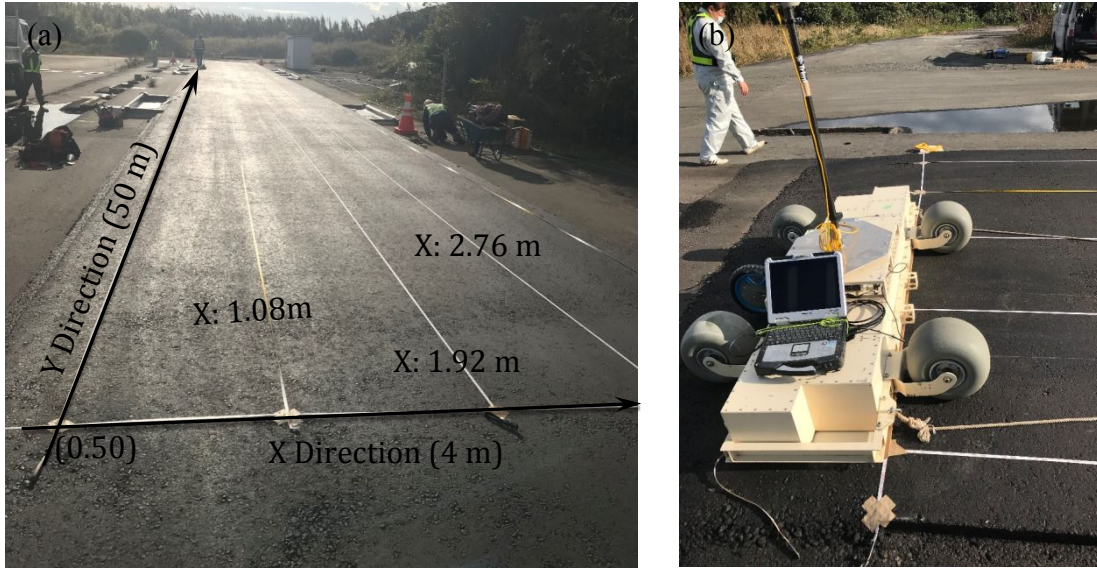 (a)
(b)
Y Direction (50 m)
X: 2.76 m
X: 1.08m
X: 1.92 m
(0.50)
X Direction (4 m)